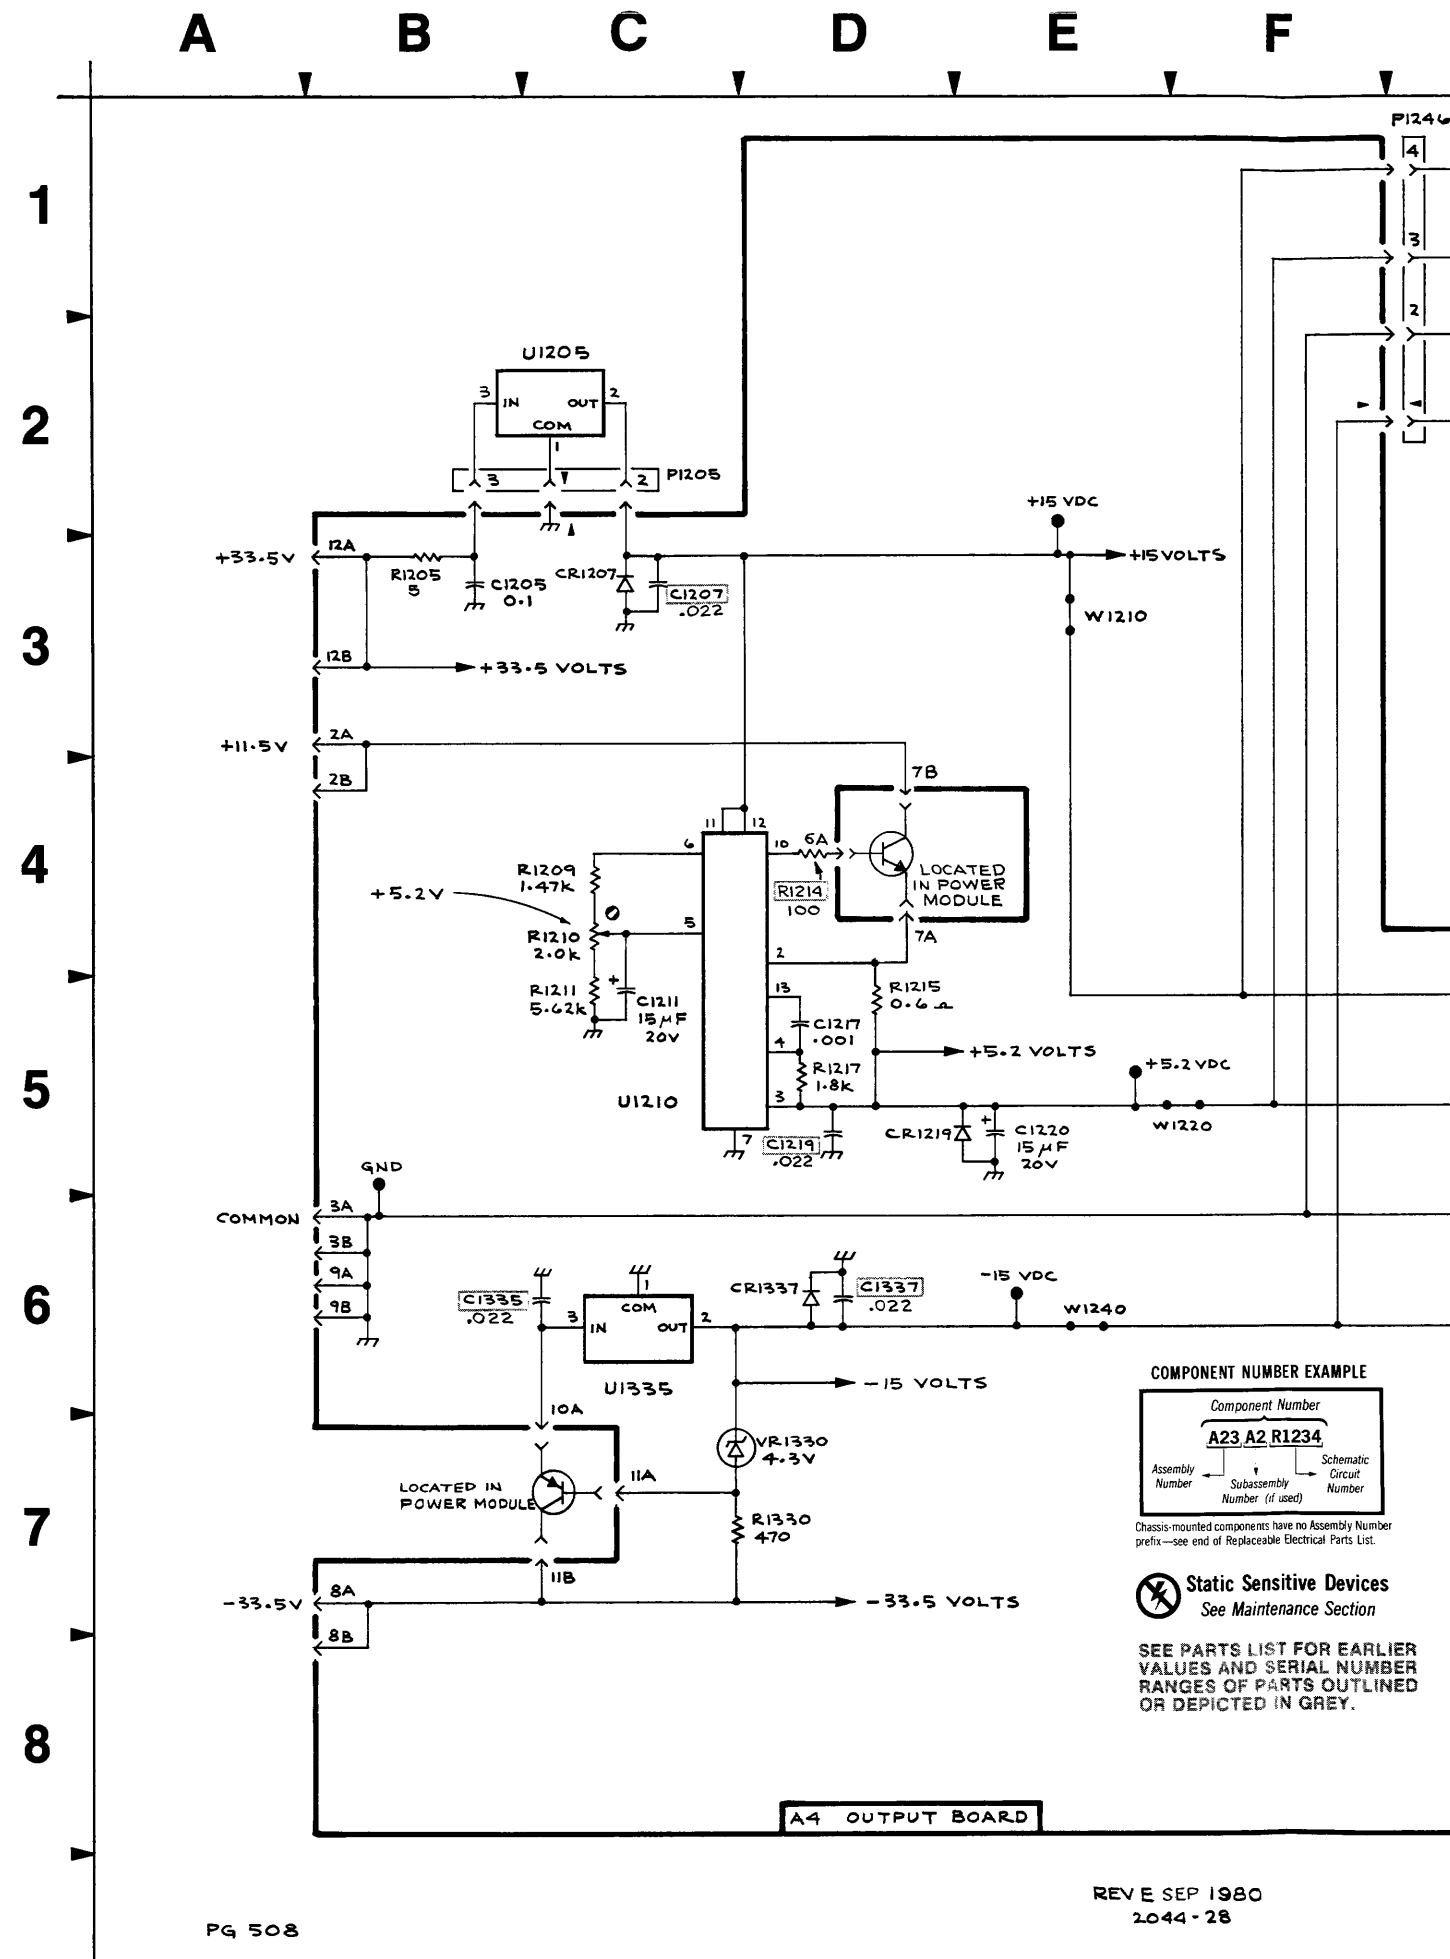 A B C D E F
P1246
4
1
3
2
U1205
3 IN OUT 2
COM
1
2
3 2 P1205
+15 VDC
+33.5V 12A
R1205
5
C1205
0.1
CR1207
C1207
.022
+15 VOLTS
W1210
3
12B
+33.5 VOLTS
+11.5V 2A
2B
7B
11 12
6 10 6A
4
R1209
1.47K
LOCATED
IN POWER
MODULE
+5.2V
R1214
100
5
R1210
2.0K
7A
2
R1211
5.62K
C1211
15µF
20V
+
13
R1215
0.6 Ω
C1217
.001
4
+5.2 VOLTS
R1217
1.8K
+5.2 VDC
5
U1210
3
7
C1219
.022
CR1219
+
C1220
15µF
20V
W1220
GND
COMMON 3A
3B
9A
9B
6
C1335
.022
1
COM
3 IN OUT 2
U1335
CR1337
C1337
.022
-15 VDC
W1240
-15 VOLTS
10A
VR1330
4.3V
11A
LOCATED IN
POWER MODULE
7
R1330
470
11B
-33.5V 8A
-33.5 VOLTS
8B
8
COMPONENT NUMBER EXAMPLE
Component Number
A23 A2 R1234
Assembly
Number
Subassembly
Number (if used)
Schematic
Circuit
Number
Chassis-mounted components have no Assembly Number
prefix—see end of Replaceable Electrical Parts List.
Static Sensitive Devices
See Maintenance Section
SEE PARTS LIST FOR EARLIER
VALUES AND SERIAL NUMBER
RANGES OF PARTS OUTLINED
OR DEPICTED IN GREY.
A4 OUTPUT BOARD
REV E SEP 1980
2044-28
PG 508